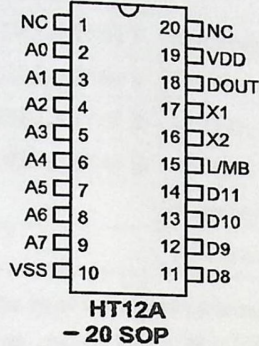 NC 1 20 NC
A0 2 19 VDD
A1 3 18 DOUT
A2 4 17 X1
A3 5 16 X2
A4 6 15 L/MB
A5 7 14 D11
A6 8 13 D10
A7 9 12 D9
VSS 10 11 D8
HT12A
– 20 SOP